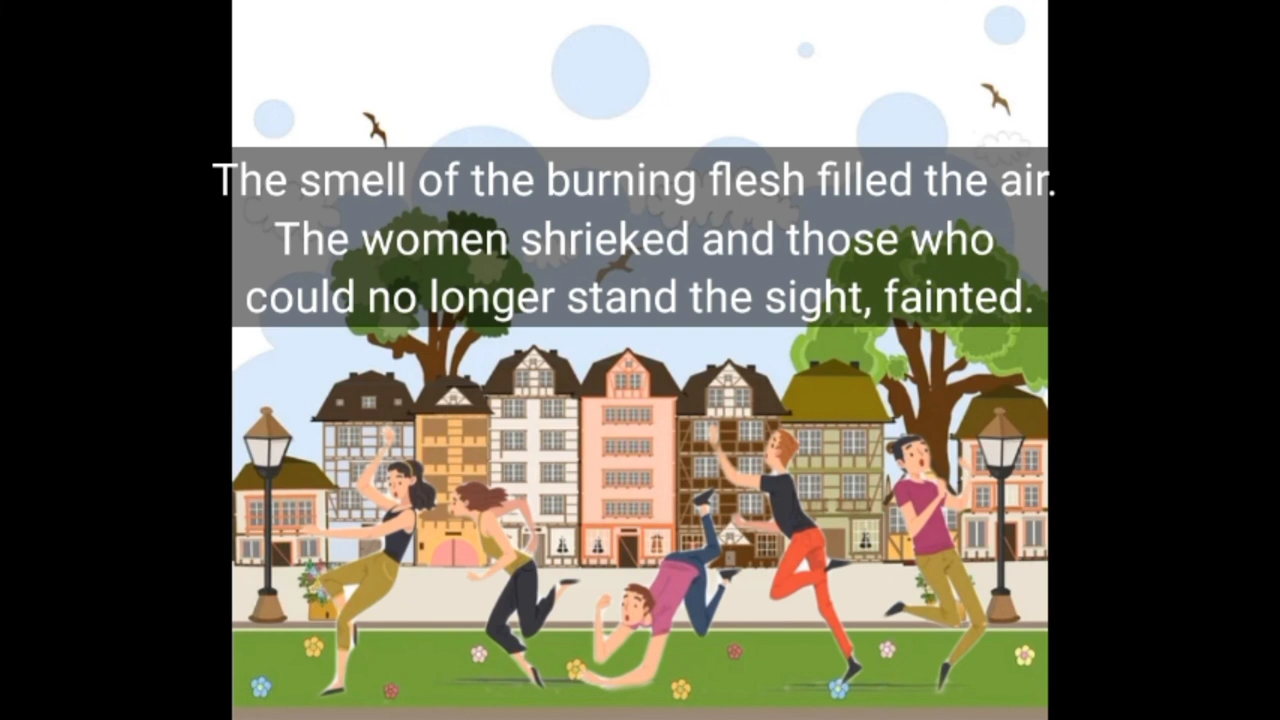 The smell of the burning flesh filled the air.
The women shrieked and those who
could no longer stand the sight, fainted.